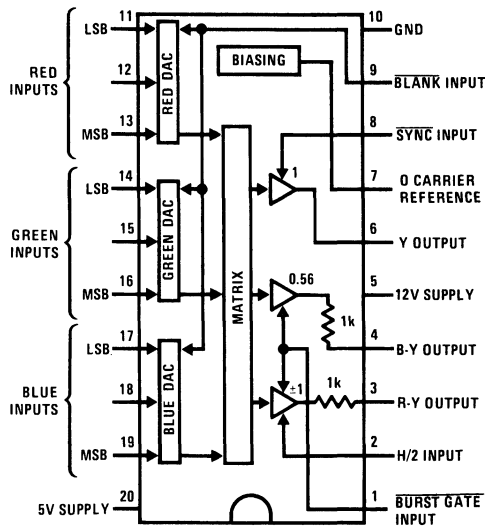 11
LSB
RED
INPUTS
12
13
MSB
RED DAC
14
LSB
GREEN
INPUTS
15
16
MSB
GREEN DAC
17
LSB
BLUE
INPUTS
18
19
MSB
BLUE DAC
20
5V SUPPLY
BIASING
MATRIX
1
0.56
1k
±1
1k
10
GND
9
BLANK INPUT
8
SYNC INPUT
7
O CARRIER
REFERENCE
6
Y OUTPUT
5
12V SUPPLY
4
B-Y OUTPUT
3
R-Y OUTPUT
2
H/2 INPUT
1
BURST GATE
INPUT